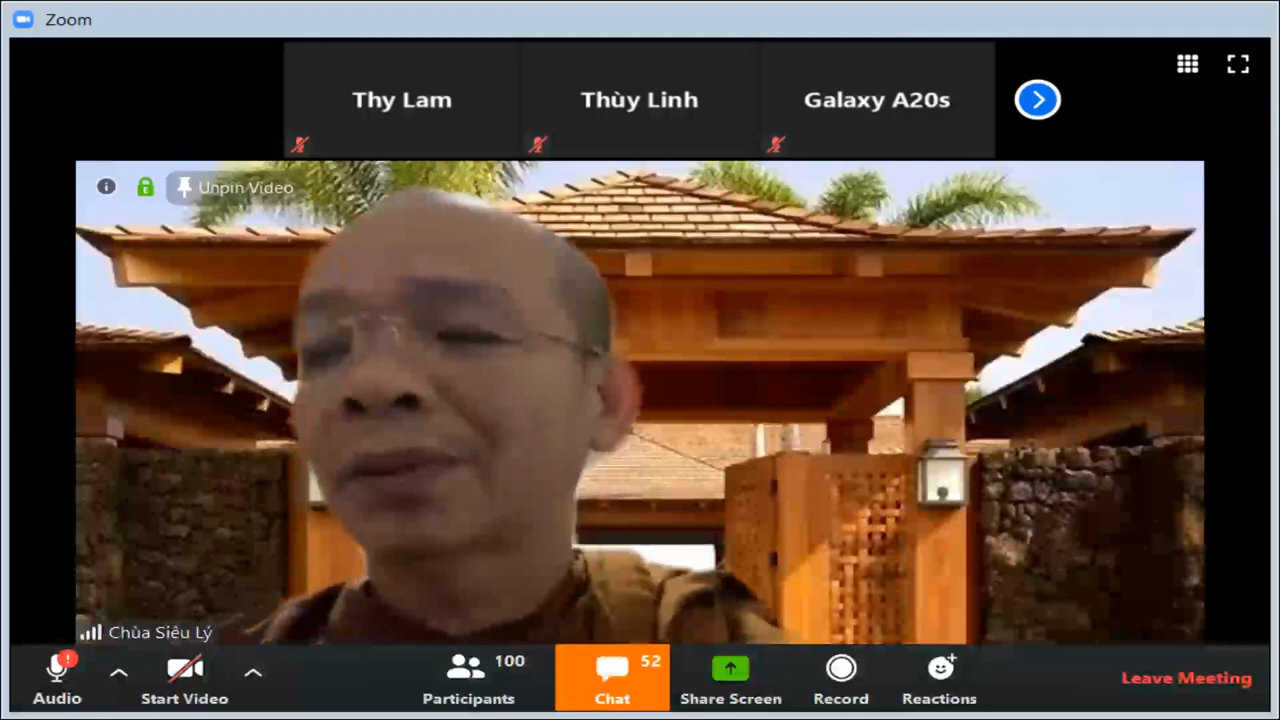 Zoom
Thy Lam
Thùy Linh
Galaxy A20s
Unpin Video
Chùa Siêu Lý
100
52
Audio
Start Video
Participants
Chat
Share Screen
Record
Reactions
Leave Meeting